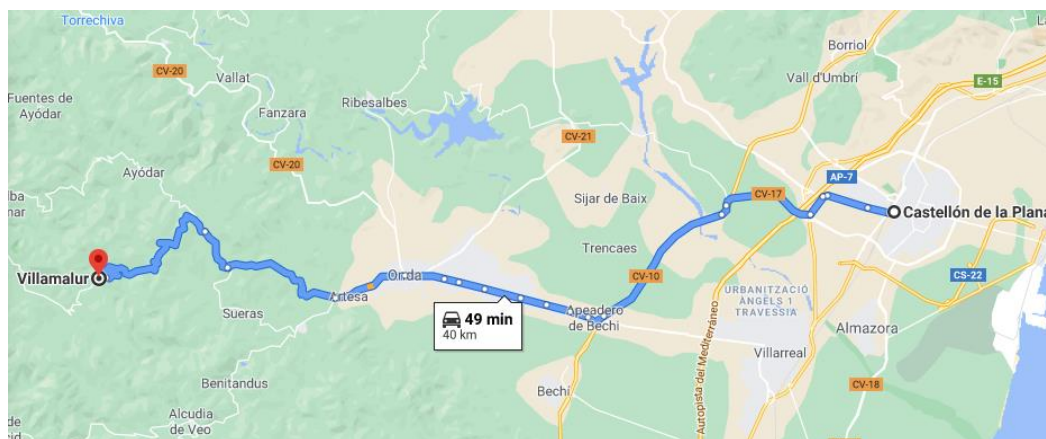 Torrechiva
CV-20
Vallat
Fuentes de
Ayódar
Fanzara
Ribesalbes
CV-20
CV-21
Borriol
Vall d'Umbrí
E-15
AP-7
CV-17
Castellón de la Plana
Ayódar
Sijar de Baix
Trencaes
CV-10
Villamalur
Onda
Artesa
Sueras
49 min
40 km
Apeadero
de Bechi
CS-22
URBANITZACIÓ
ÀNGELS 1
TRAVESSIA
Almazora
Villarreal
Autopista del Mediterráneo
Benitandus
Bechí
CV-18
Alcudia
de Veo